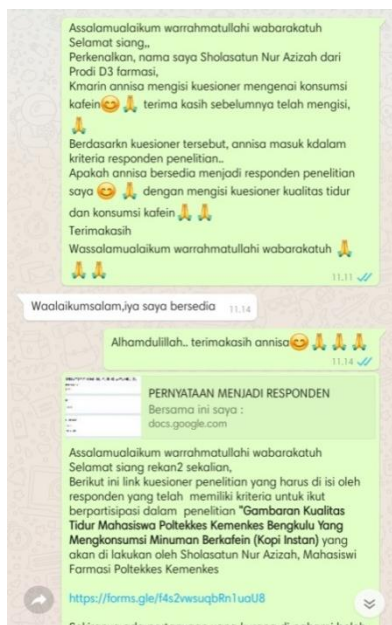 Assalamualaikum warrahmatullahi wabarakatuh
Selamat siang,,
Perkenalkan, nama saya Sholasatun Nur Azizah dari
Prodi D3 farmasi,
Kmarin annisa mengisi kuesioner mengenai konsumsi
kafein😊🙏 terima kasih sebelumnya telah mengisi,
🙏
Berdasarkn kuesioner tersebut, annisa masuk kdalam
kriteria responden penelitian..
Apakah annisa bersedia menjadi responden penelitian
saya 😊🙏 dengan mengisi kuesioner kualitas tidur
dan konsumsi kafein🙏🙏
Terimakasih
Wassalamualaikum warrahmatullahi wabarakatuh 🙏
🙏🙏
11.11
Waalaikumsalam,iya saya bersedia 11.14
Alhamdulillah.. terimakasih annisa😊🙏🙏🙏
11.14
PERNYATAAN MENJADI RESPONDEN
Bersama ini saya :
docs.google.com
Assalamualaikum warrahmatullahi wabarakatuh
Selamat siang rekan2 sekalian,
Berikut ini link kuesioner penelitian yang harus di isi oleh
responden yang telah memiliki kriteria untuk ikut
berpartisipasi dalam penelitian "Gambaran Kualitas
Tidur Mahasiswa Poltekkes Kemenkes Bengkulu Yang
Mengkonsumsi Minuman Berkafein (Kopi Instan) yang
akan di lakukan oleh Sholasatun Nur Azizah, Mahasiswi
Farmasi Poltekkes Kemenkes
https://forms.gle/f4s2vwsuqbRn1uaU8